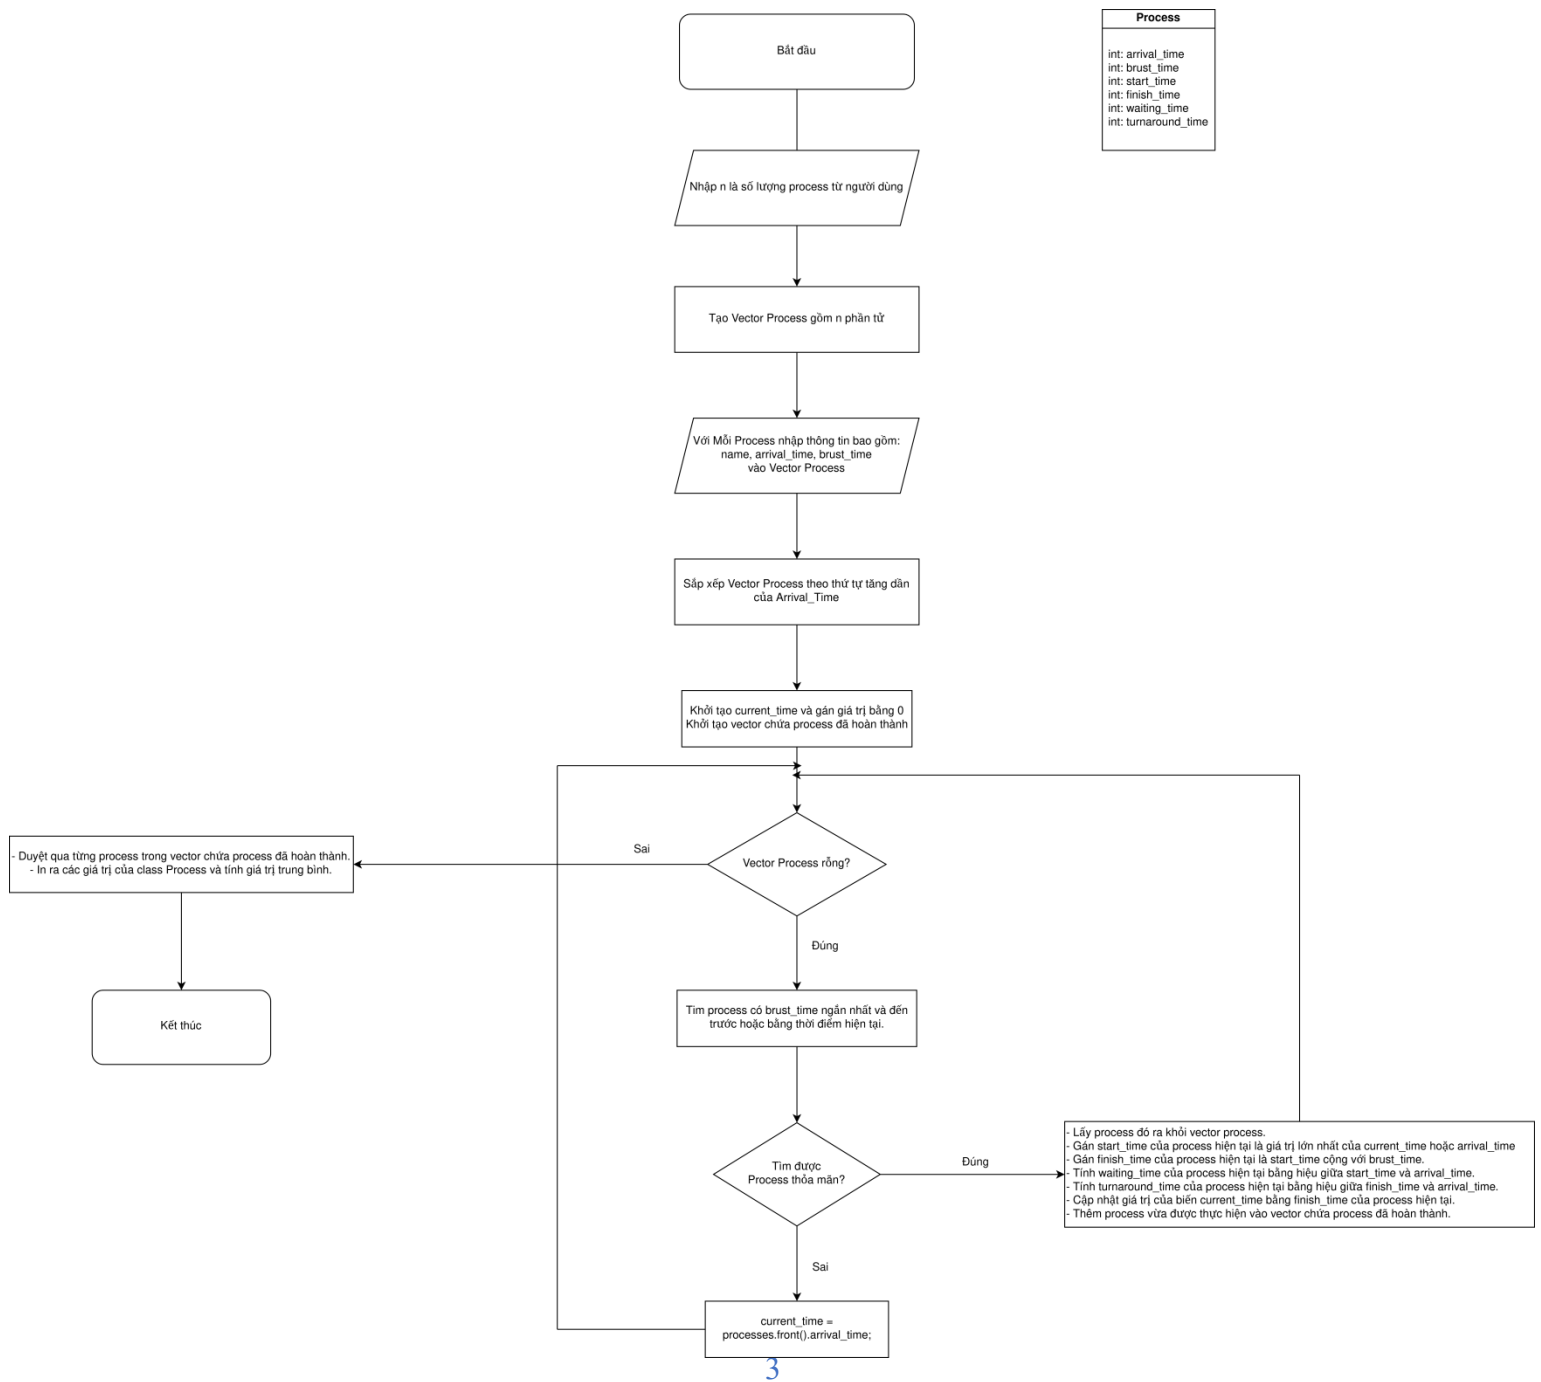 Bắt đầu
Process
int: arrival_time
int: brust_time
int: start_time
int: finish_time
int: waiting_time
int: turnaround_time
Nhập n là số lượng process từ người dùng
Tạo Vector Process gồm n phần tử
Với Mỗi Process nhập thông tin bao gồm:
name, arrival_time, brust_time
vào Vector Process
Sắp xếp Vector Process theo thứ tự tăng dần
của Arrival_Time
Khởi tạo current_time và gán giá trị bằng 0
Khởi tạo vector chứa process đã hoàn thành
Vector Process rỗng?
Sai
- Duyệt qua từng process trong vector chứa process đã hoàn thành.
- In ra các giá trị của class Process và tính giá trị trung bình.
Kết thúc
Đúng
Tìm process có brust_time ngắn nhất và đến
trước hoặc bằng thời điểm hiện tại.
Tìm được
Process thỏa mãn?
Đúng
- Lấy process đó ra khỏi vector process.
- Gán start_time của process hiện tại là giá trị lớn nhất của current_time hoặc arrival_time
- Gán finish_time của process hiện tại là start_time cộng với brust_time.
- Tính waiting_time của process hiện tại bằng hiệu giữa start_time và arrival_time.
- Tính turnaround_time của process hiện tại bằng hiệu giữa finish_time và arrival_time.
- Cập nhật giá trị của biến current_time bằng finish_time của process hiện tại.
- Thêm process vừa được thực hiện vào vector chứa process đã hoàn thành.
Sai
current_time =
processes.front().arrival_time;
3